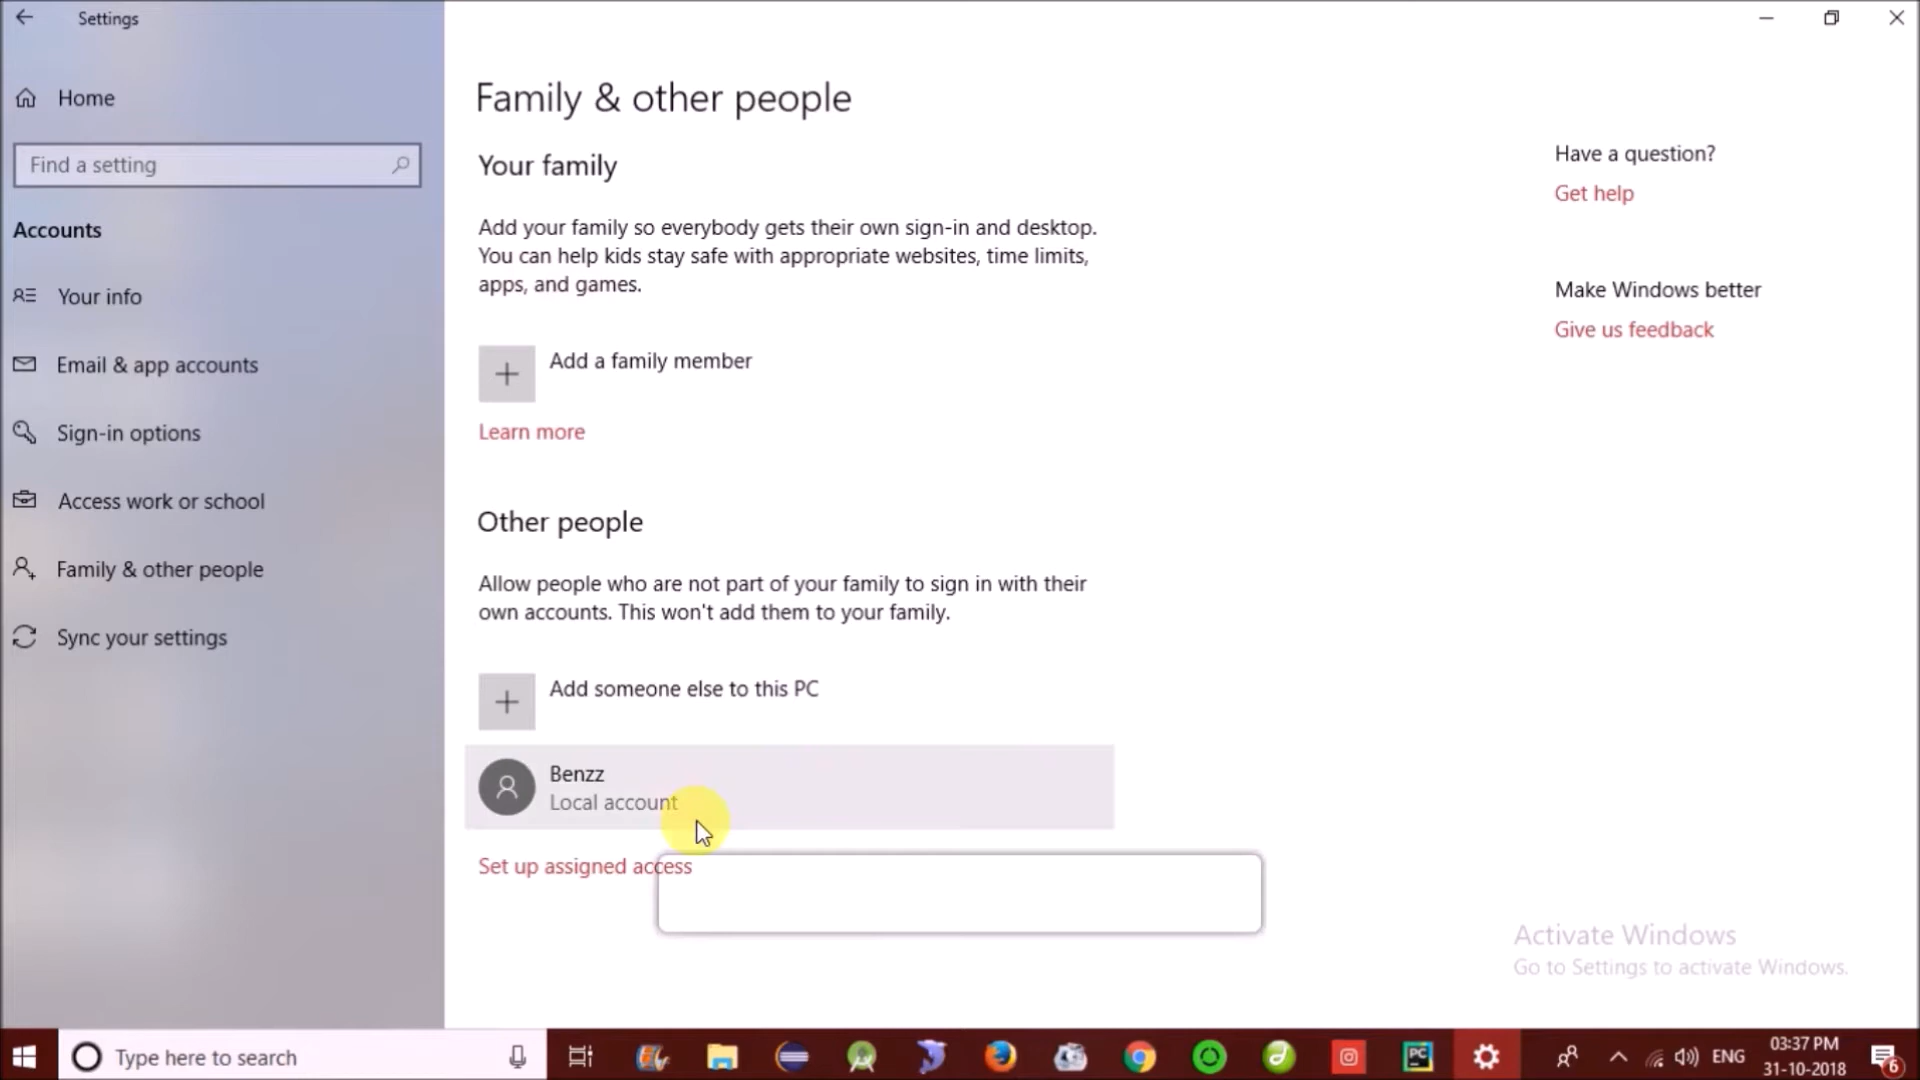 Settings
Home
Find a setting
Accounts
Your info
Email & app accounts
Sign-in options
Access work or school
Family & other people
Sync your settings
Family & other people
Your family
Add your family so everybody gets their own sign-in and desktop.
You can help kids stay safe with appropriate websites, time limits,
apps, and games.
Add a family member
Learn more
Other people
Allow people who are not part of your family to sign in with their
own accounts. This won't add them to your family.
Add someone else to this PC
Benzz
Local account
Set up assigned access
Have a question?
Get help
Make Windows better
Give us feedback
Activate Windows
Go to Settings to activate Windows.
Type here to search
PC
ENG
03:37 PM
31-10-2018
6